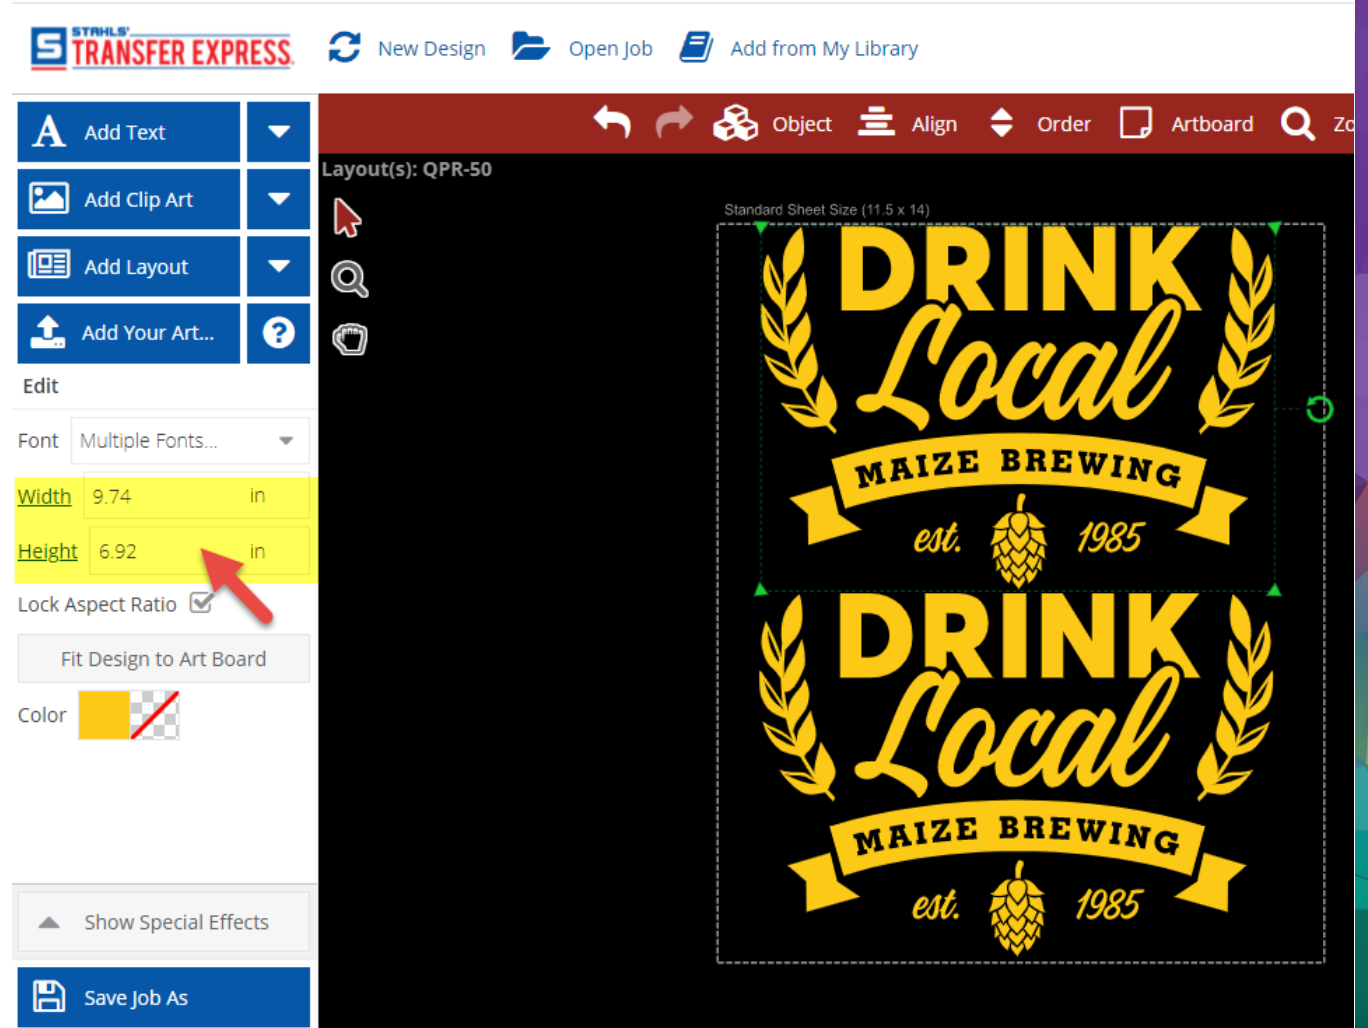 STAHLS'
TRANSFER EXPRESS.
New Design
Open Job
Add from My Library
Add Text
Add Clip Art
Add Layout
Add Your Art...
?
Edit
Font Multiple Fonts...
Width 9.74 in
Height 6.92 in
Lock Aspect Ratio
Fit Design to Art Board
Color
Show Special Effects
Save Job As
Object
Align
Order
Artboard
Zo
Layout(s): QPR-50
Standard Sheet Size (11.5 x 14)
DRINK
Local
MAIZE BREWING
est. 1985
DRINK
Local
MAIZE BREWING
est. 1985